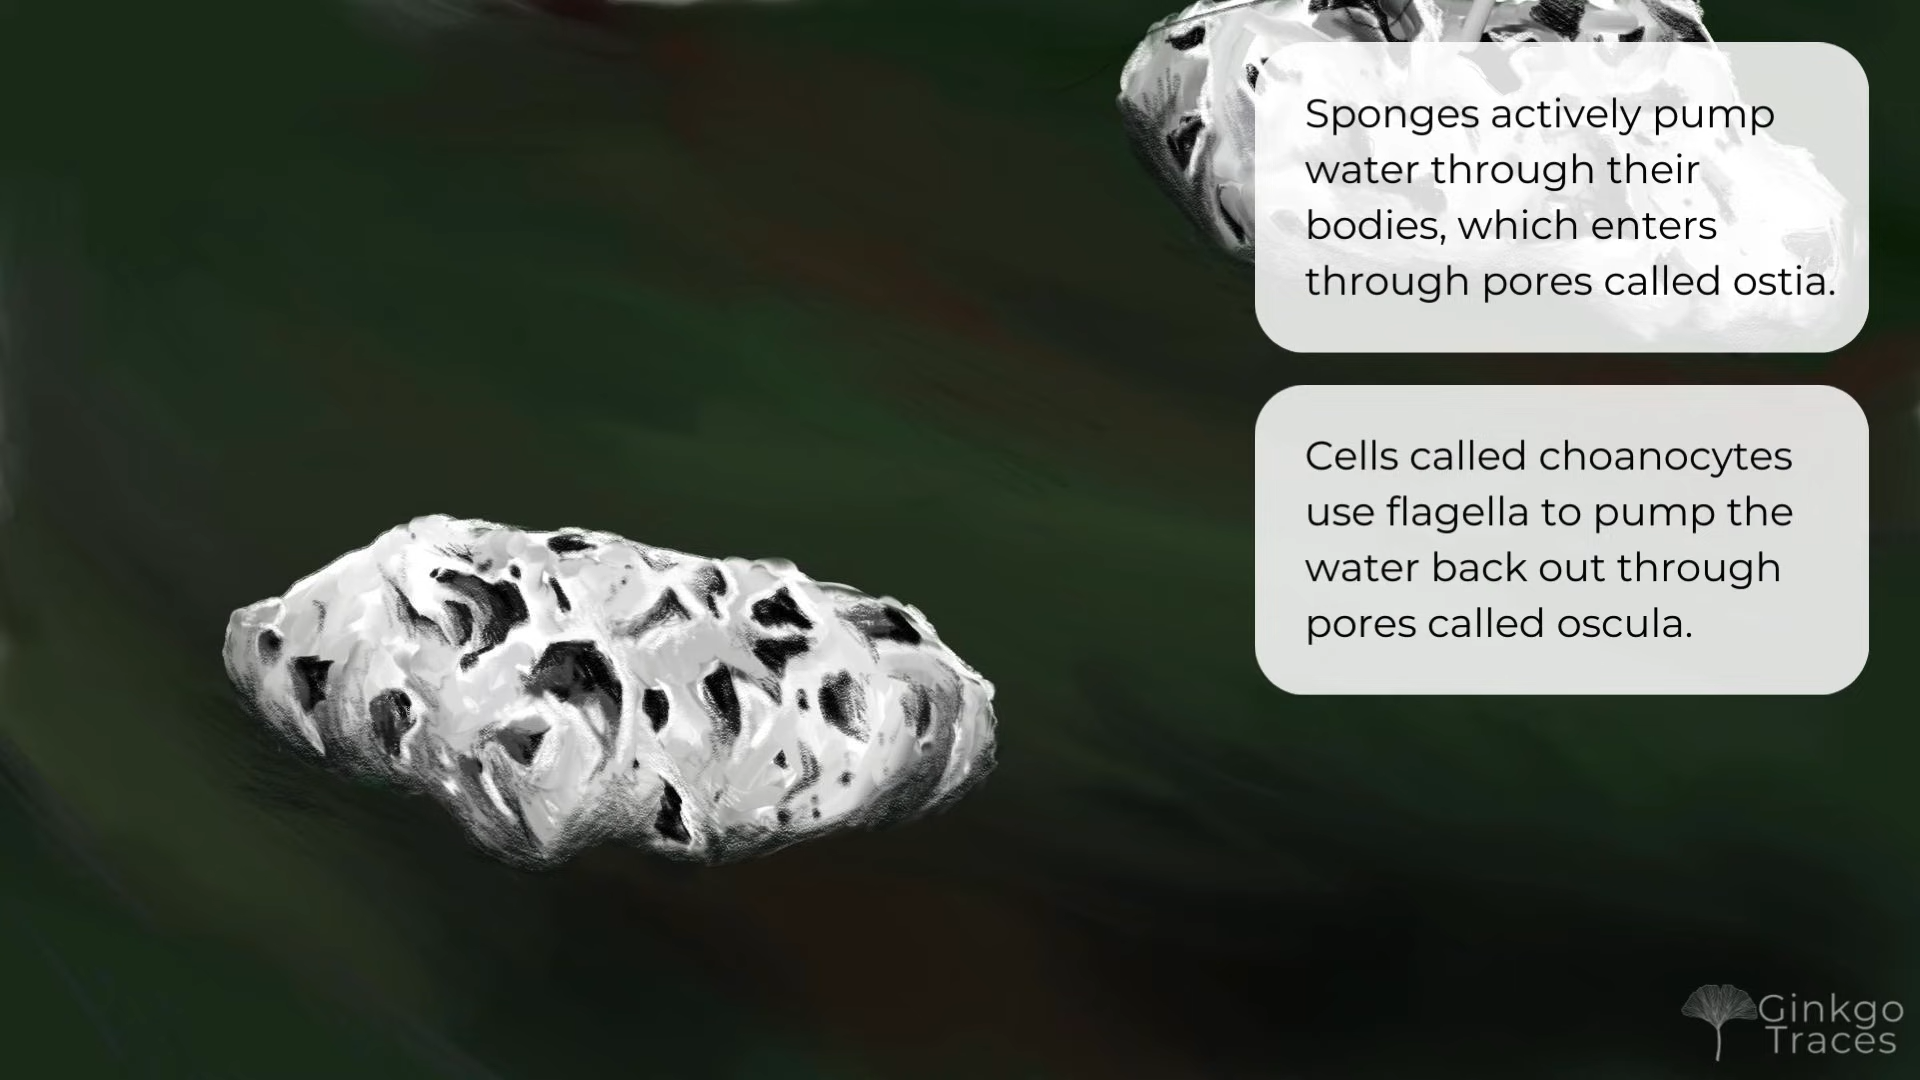 Sponges actively pump
water through their
bodies, which enters
through pores called ostia.
Cells called choanocytes
use flagella to pump the
water back out through
pores called oscula.
Ginkgo
Traces